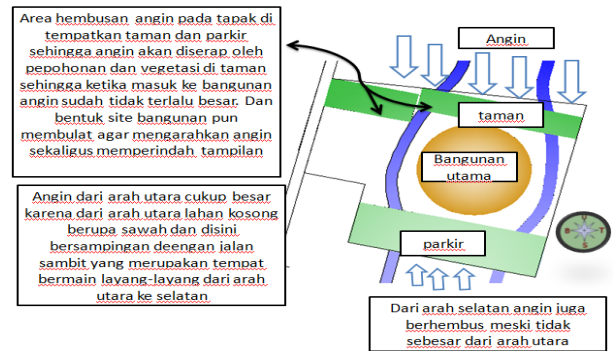 Area hembusan angin pada tapak di
tempatkan taman dan parkir
sehingga angin akan diserap oleh
pepohonan dan vegetasi di taman
sehingga ketika masuk ke bangunan
angin sudah tidak terlalu besar. Dan
bentuk site bangunan pun
membulat agar mengarahkan angin
sekaligus memperindah tampilan
Angin
taman
Bangunan
utama
Angin dari arah utara cukup besar
karena dari arah utara lahan kosong
berupa sawah dan disini
bersampingan deengan jalan
sambit yang merupakan tempat
bermain layang-layang dari arah
utara ke selatan
parkir
Dari arah selatan angin juga
berhembus meski tidak
sebesar dari arah utara